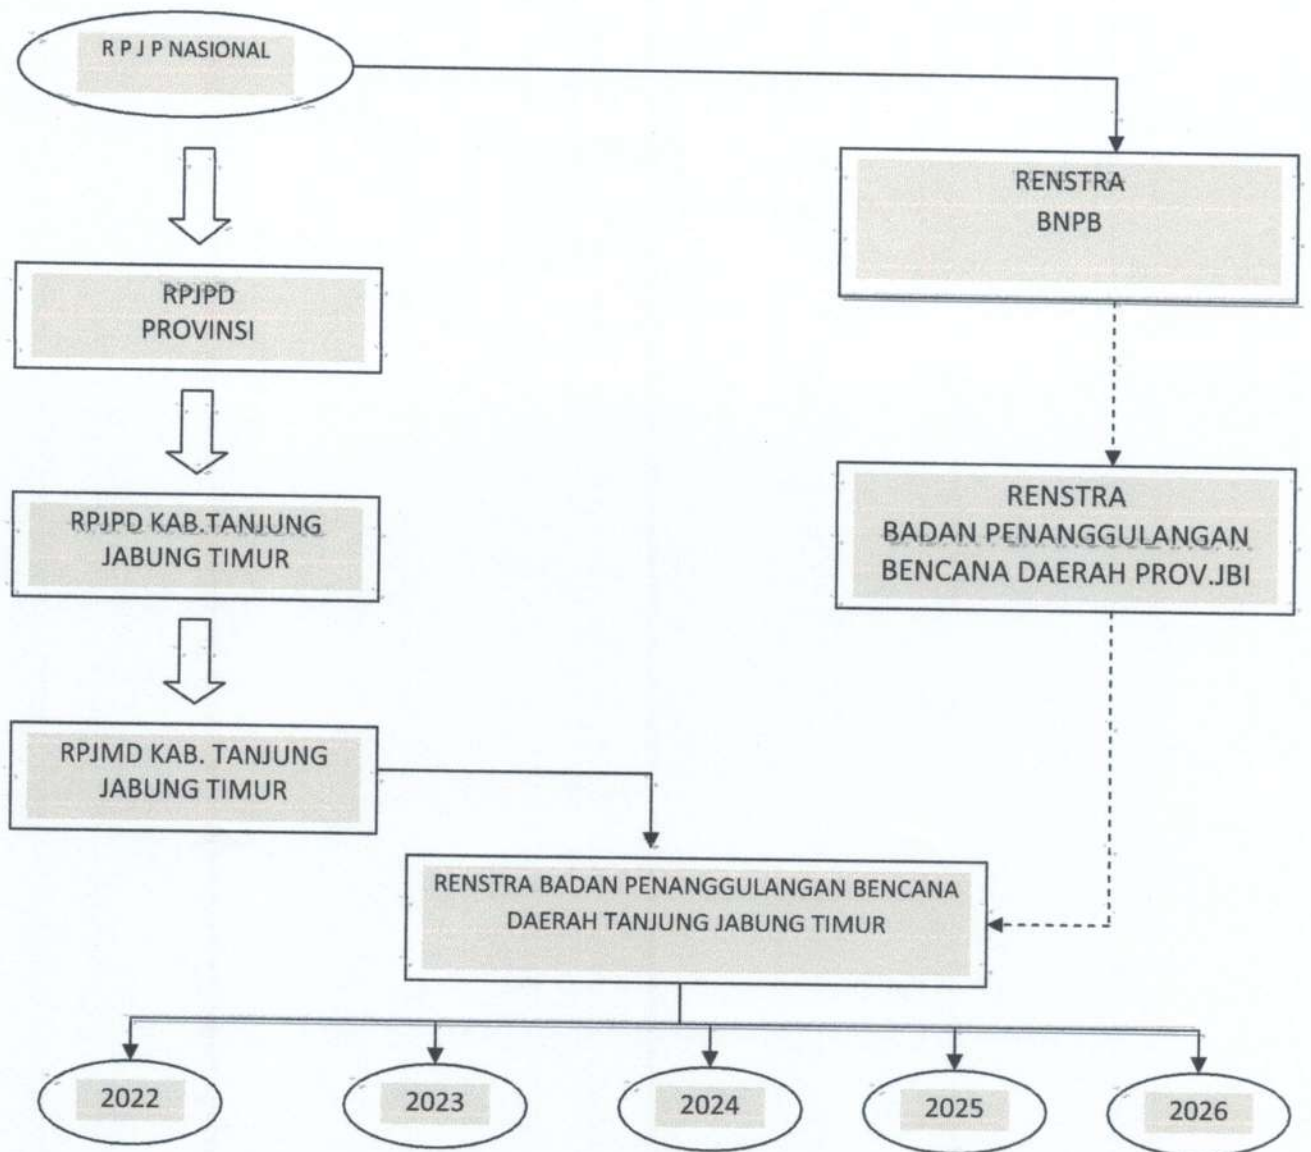 R P J P NASIONAL
RENSTRA
BNPB
RPJPD
PROVINSI
RPJPD KAB.TANJUNG
JABUNG TIMUR
RENSTRA
BADAN PENANGGULANGAN
BENCANA DAERAH PROV.JBI
RPJMD KAB. TANJUNG
JABUNG TIMUR
RENSTRA BADAN PENANGGULANGAN BENCANA
DAERAH TANJUNG JABUNG TIMUR
2022
2023
2024
2025
2026